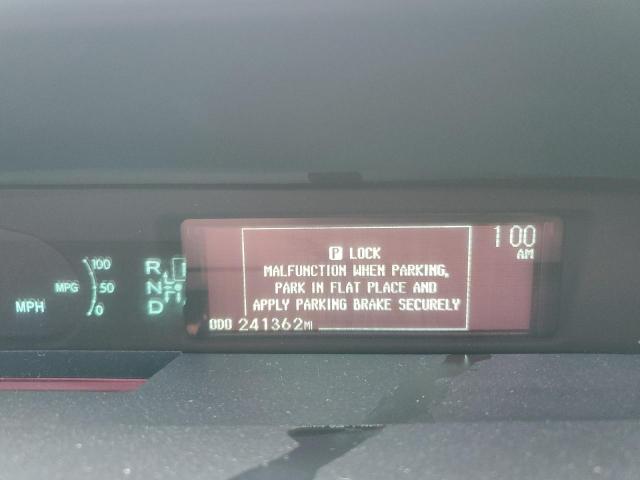 1:00
AM
P LOCK
MALFUNCTION WHEN PARKING,
PARK IN FLAT PLACE AND
APPLY PARKING BRAKE SECURELY
ODO 241362MI
100
MPG 50
0
MPH
R
N
D